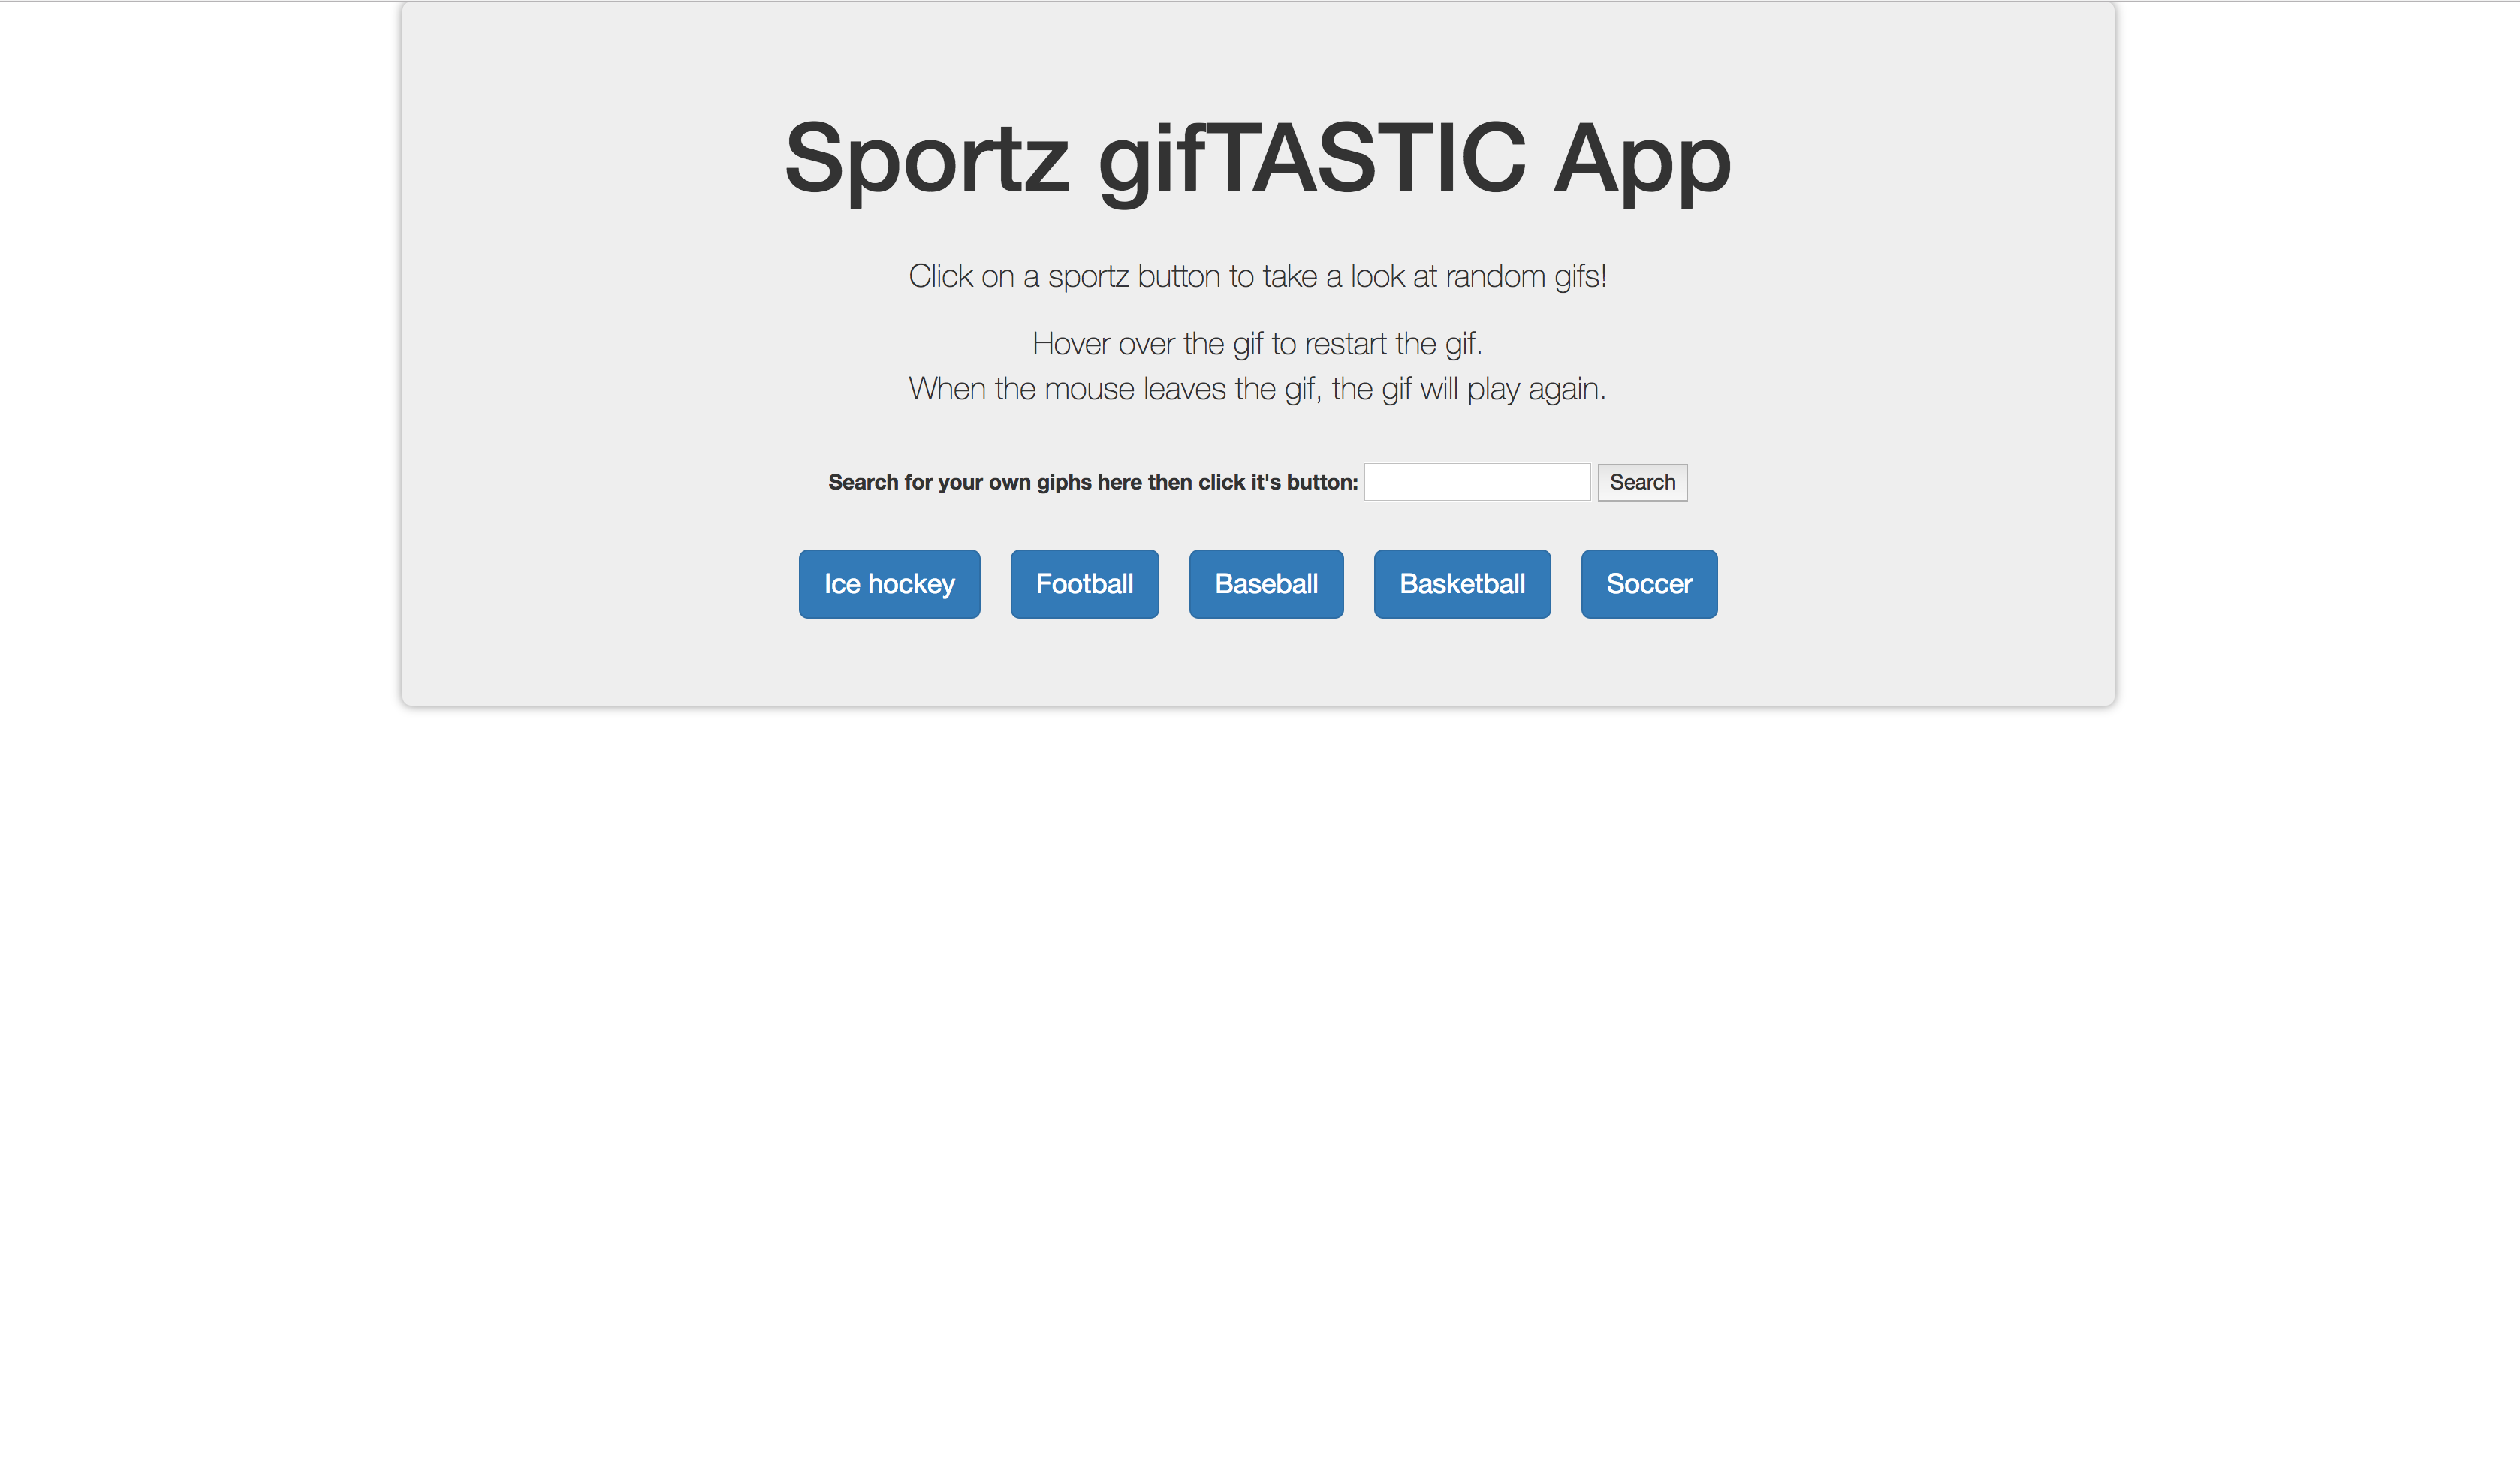 Sportz gifTASTIC App
Click on a sportz button to take a look at random gifs!
Hover over the gif to restart the gif.
When the mouse leaves the gif, the gif will play again.
Search for your own giphs here then click it's button: Search
Ice hockey Football Baseball Basketball Soccer